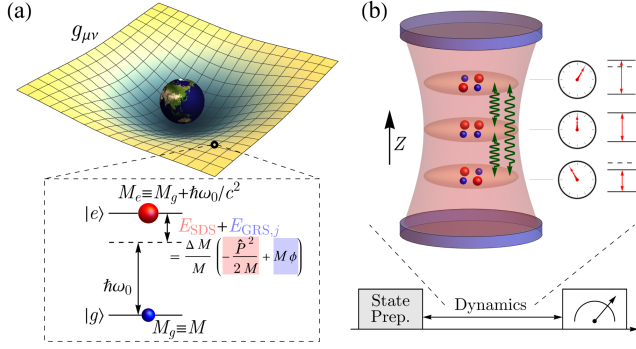 (a)
g_{μν}
M_e≡M_g+ℏω_0/c^2
|e⟩
E_SDS+E_GRS,j
= ΔM/M (−P̂^2/2M + Mϕ)
ℏω_0
|g⟩
M_g≡M
(b)
Z
State
Prep.
Dynamics